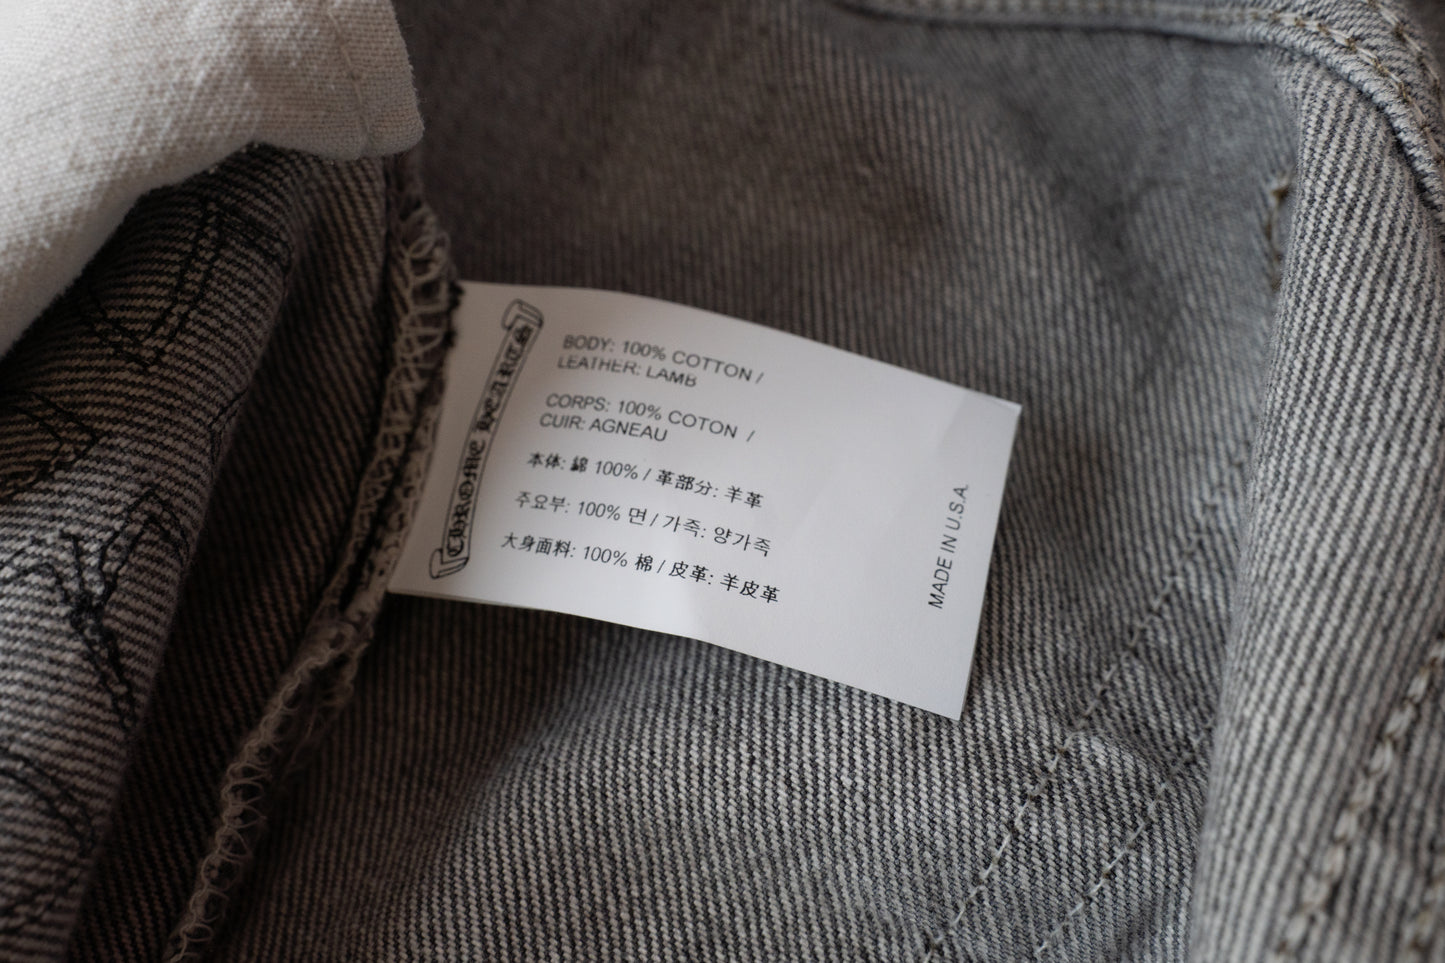 CHROME HEARTS
BODY: 100% COTTON /
LEATHER: LAMB
CORPS: 100% COTON /
CUIR: AGNEAU
本体: 綿 100% / 革部分: 羊革
주요부: 100% 면 / 가죽: 양가죽
大身面料: 100% 棉 / 皮革: 羊皮革
MADE IN U.S.A.